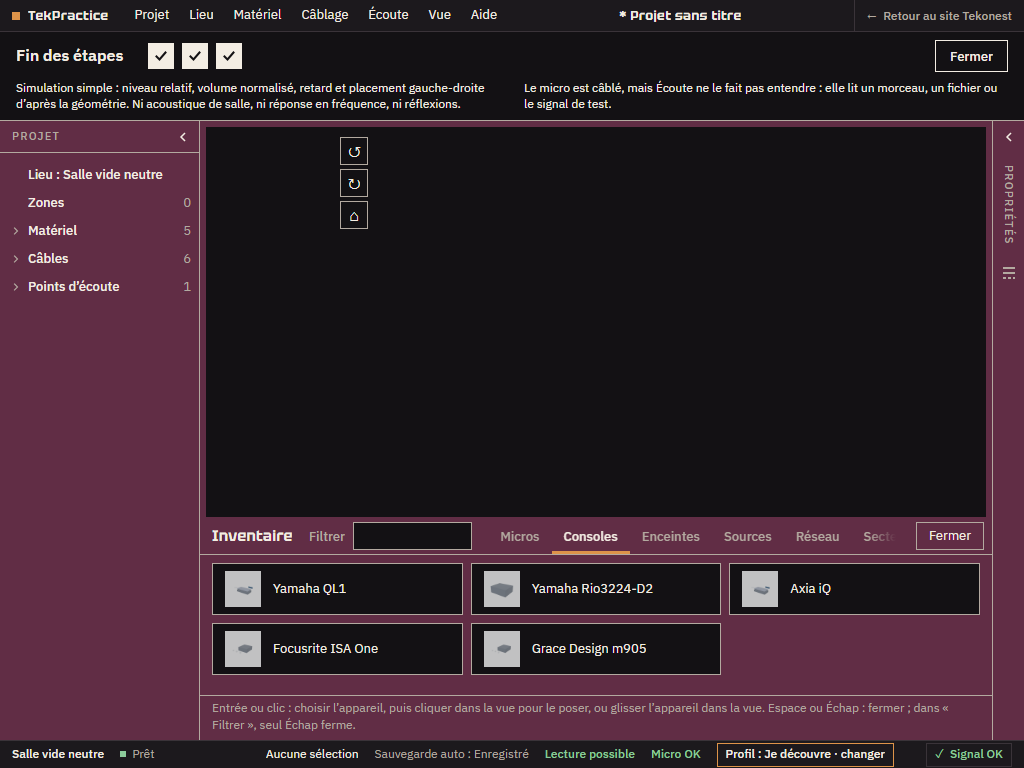 TekPractice Projet Lieu Matériel Câblage Écoute Vue Aide * Projet sans titre ← Retour au site Tekonest
Fin des étapes Fermer
Simulation simple : niveau relatif, volume normalisé, retard et placement gauche-droite
d'après la géométrie. Ni acoustique de salle, ni réponse en fréquence, ni réflexions.
Le micro est câblé, mais Écoute ne le fait pas entendre : elle lit un morceau, un fichier ou
le signal de test.
PROJET
Lieu : Salle vide neutre
Zones 0
Matériel 5
Câbles 6
Points d'écoute 1
PROPRIÉTÉS
Inventaire Filtrer Micros Consoles Enceintes Sources Réseau Fermer
Yamaha QL1 Yamaha Rio3224-D2 Axia iQ
Focusrite ISA One Grace Design m905
Entrée ou clic : choisir l'appareil, puis cliquer dans la vue pour le poser, ou glisser l'appareil dans la vue. Espace ou Échap : fermer ; dans «
Filtrer », seul Échap ferme.
Salle vide neutre Prêt Aucune sélection Sauvegarde auto : Enregistré Lecture possible Micro OK Profil : Je découvre · changer ✓ Signal OK